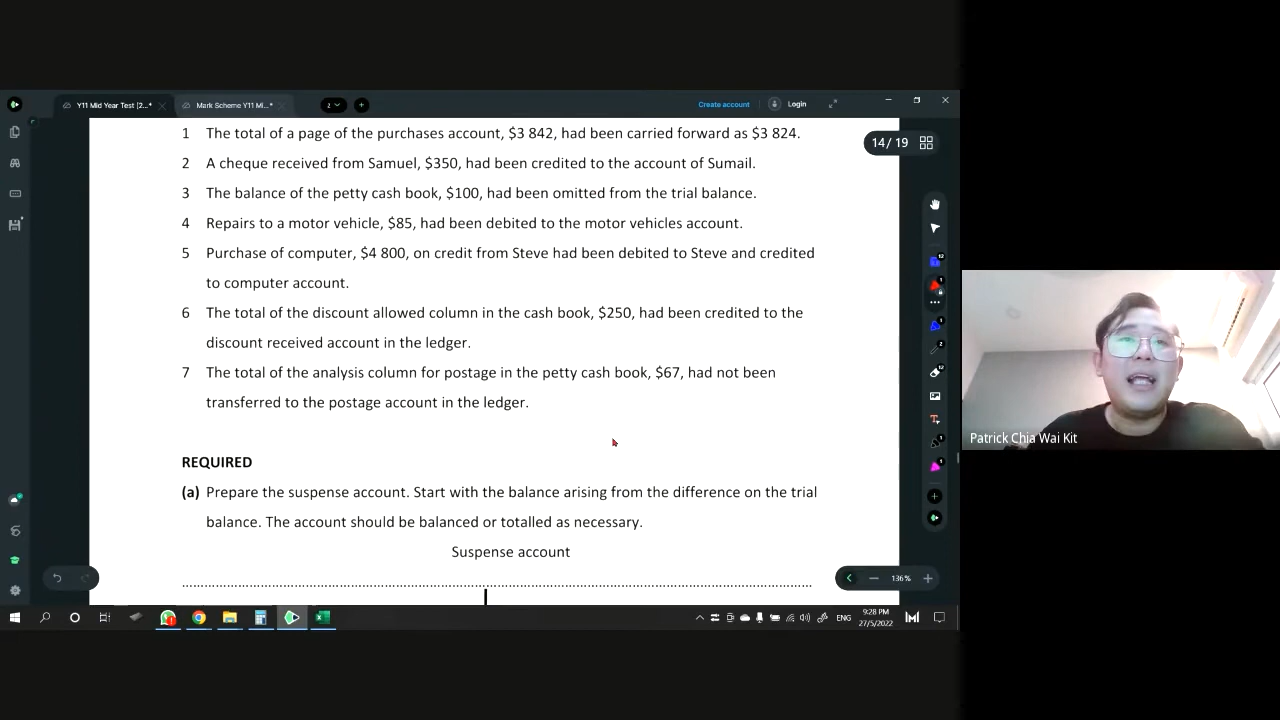 Y11 Mid Year Test (2...*
Mark Scheme Y11 Mi...*
2
Create account
Login
1 The total of a page of the purchases account, $3 842, had been carried forward as $3 824.
14 / 19
2 A cheque received from Samuel, $350, had been credited to the account of Sumail.
3 The balance of the petty cash book, $100, had been omitted from the trial balance.
4 Repairs to a motor vehicle, $85, had been debited to the motor vehicles account.
5 Purchase of computer, $4 800, on credit from Steve had been debited to Steve and credited
to computer account.
6 The total of the discount allowed column in the cash book, $250, had been credited to the
discount received account in the ledger.
7 The total of the analysis column for postage in the petty cash book, $67, had not been
transferred to the postage account in the ledger.
REQUIRED
(a) Prepare the suspense account. Start with the balance arising from the difference on the trial
balance. The account should be balanced or totalled as necessary.
Suspense account
136%
ENG
9:28 PM
27/5/2022
Patrick Chia Wai Kit